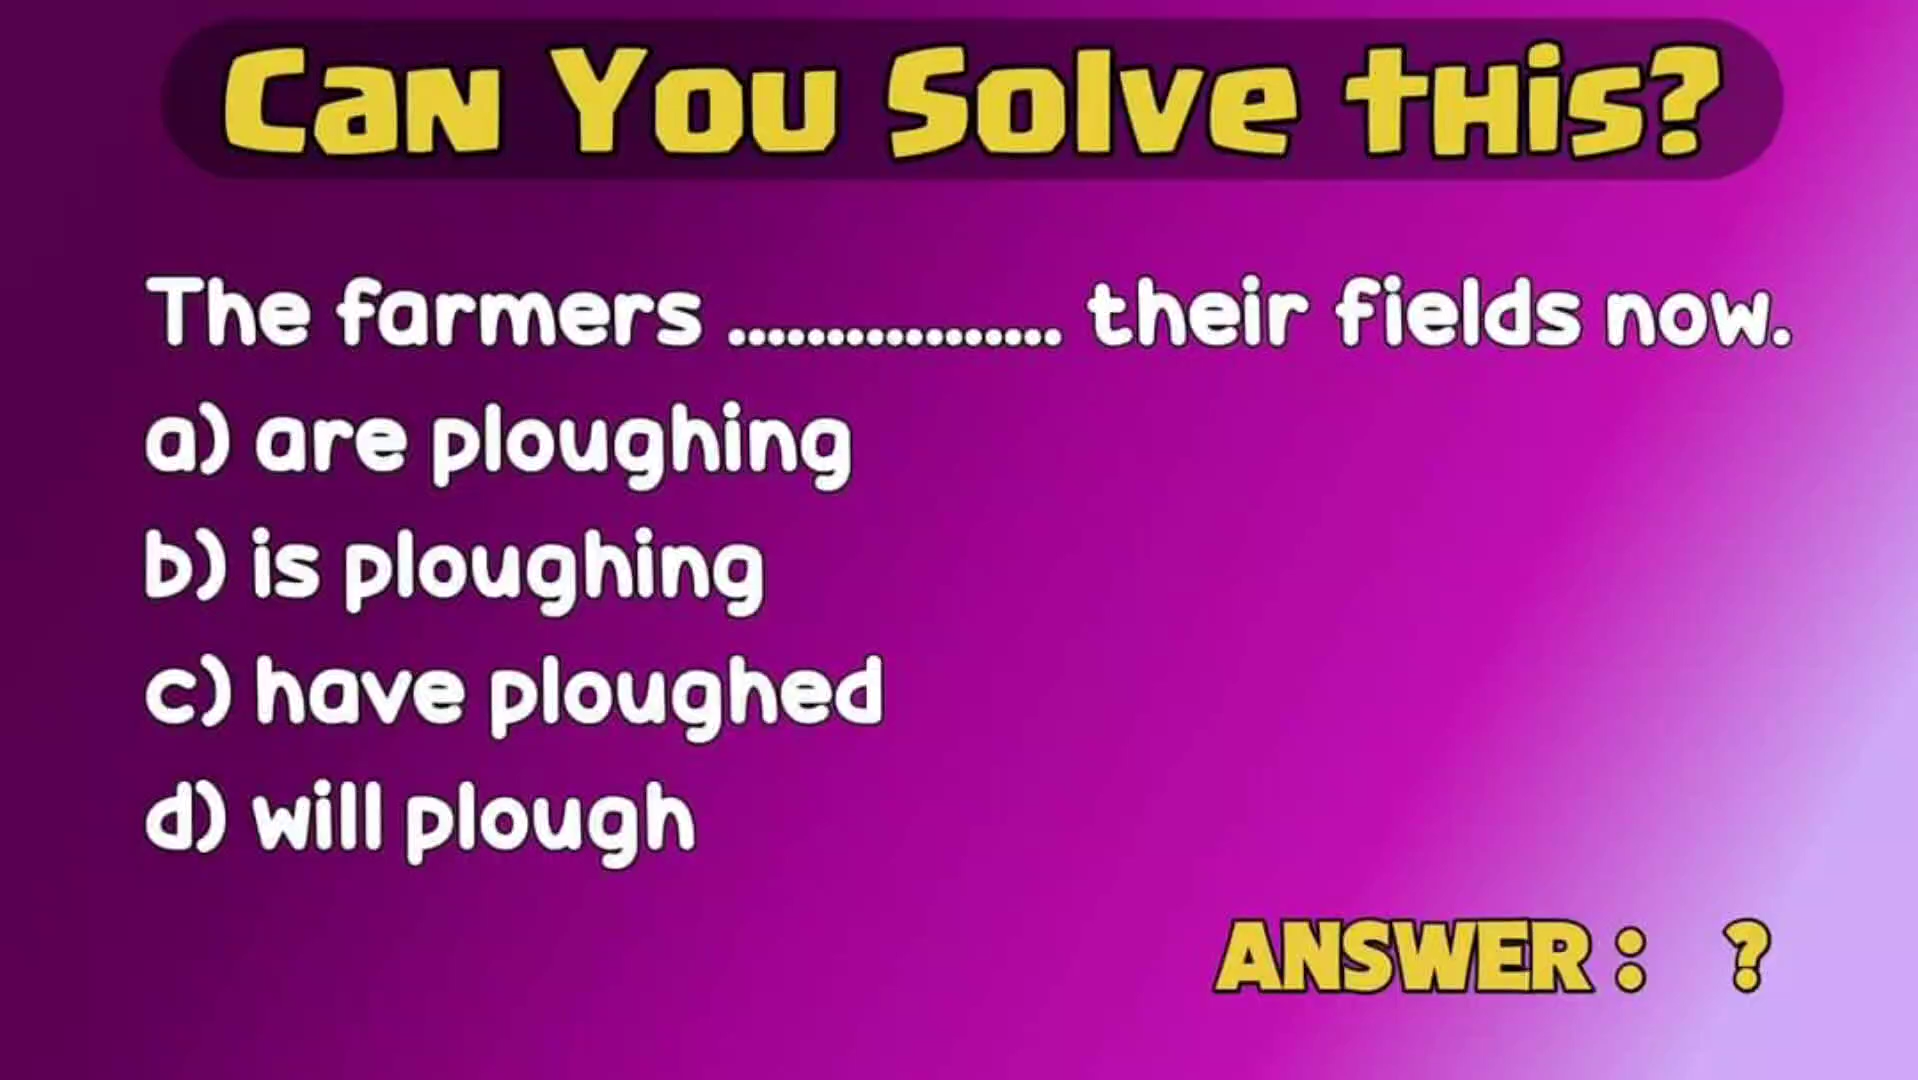 Can You Solve this?
The farmers ................. their fields now.
a) are ploughing
b) is ploughing
c) have ploughed
d) will plough
ANSWER : ?